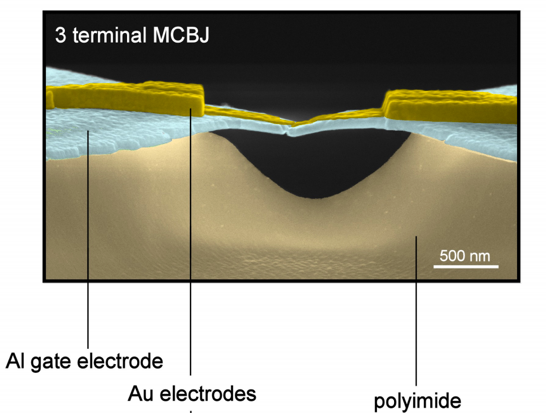 3 terminal MCBJ
500 nm
Al gate electrode
Au electrodes
polyimide